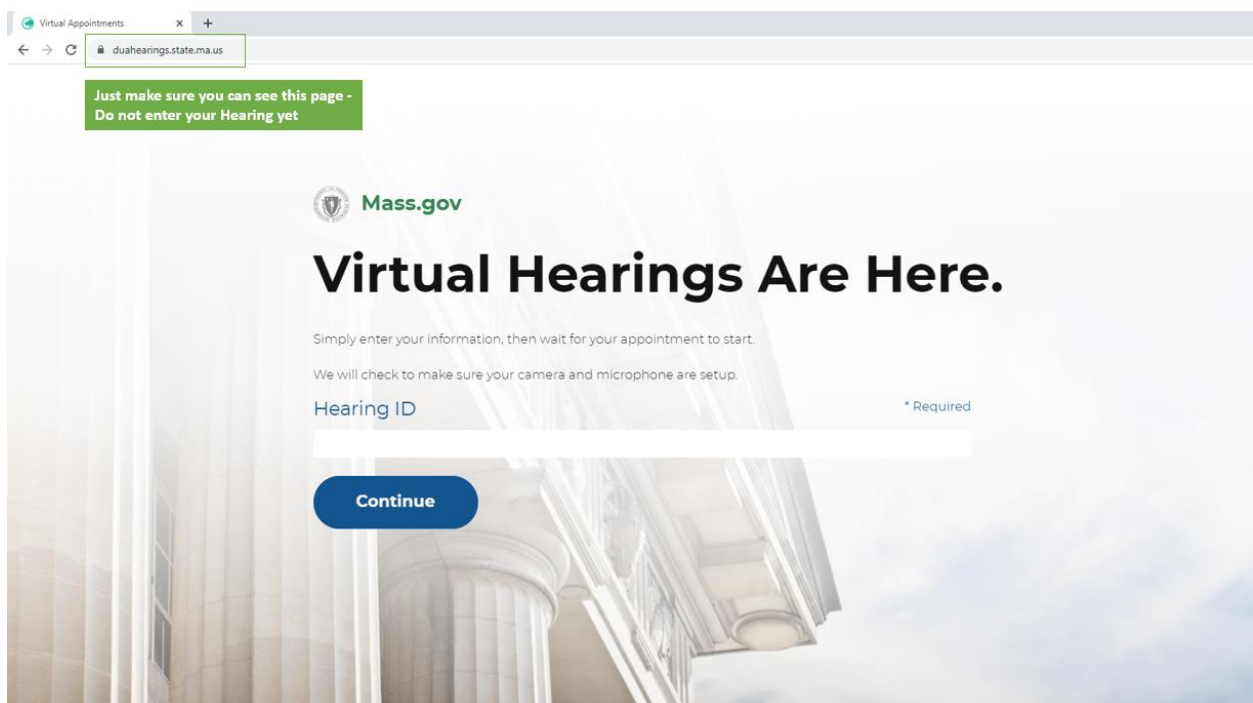 Virtual Appointments
duahearings.state.ma.us
Just make sure you can see this page -
Do not enter your Hearing yet
Mass.gov
Virtual Hearings Are Here.
Simply enter your information, then wait for your appointment to start.
We will check to make sure your camera and microphone are setup.
Hearing ID
* Required
Continue